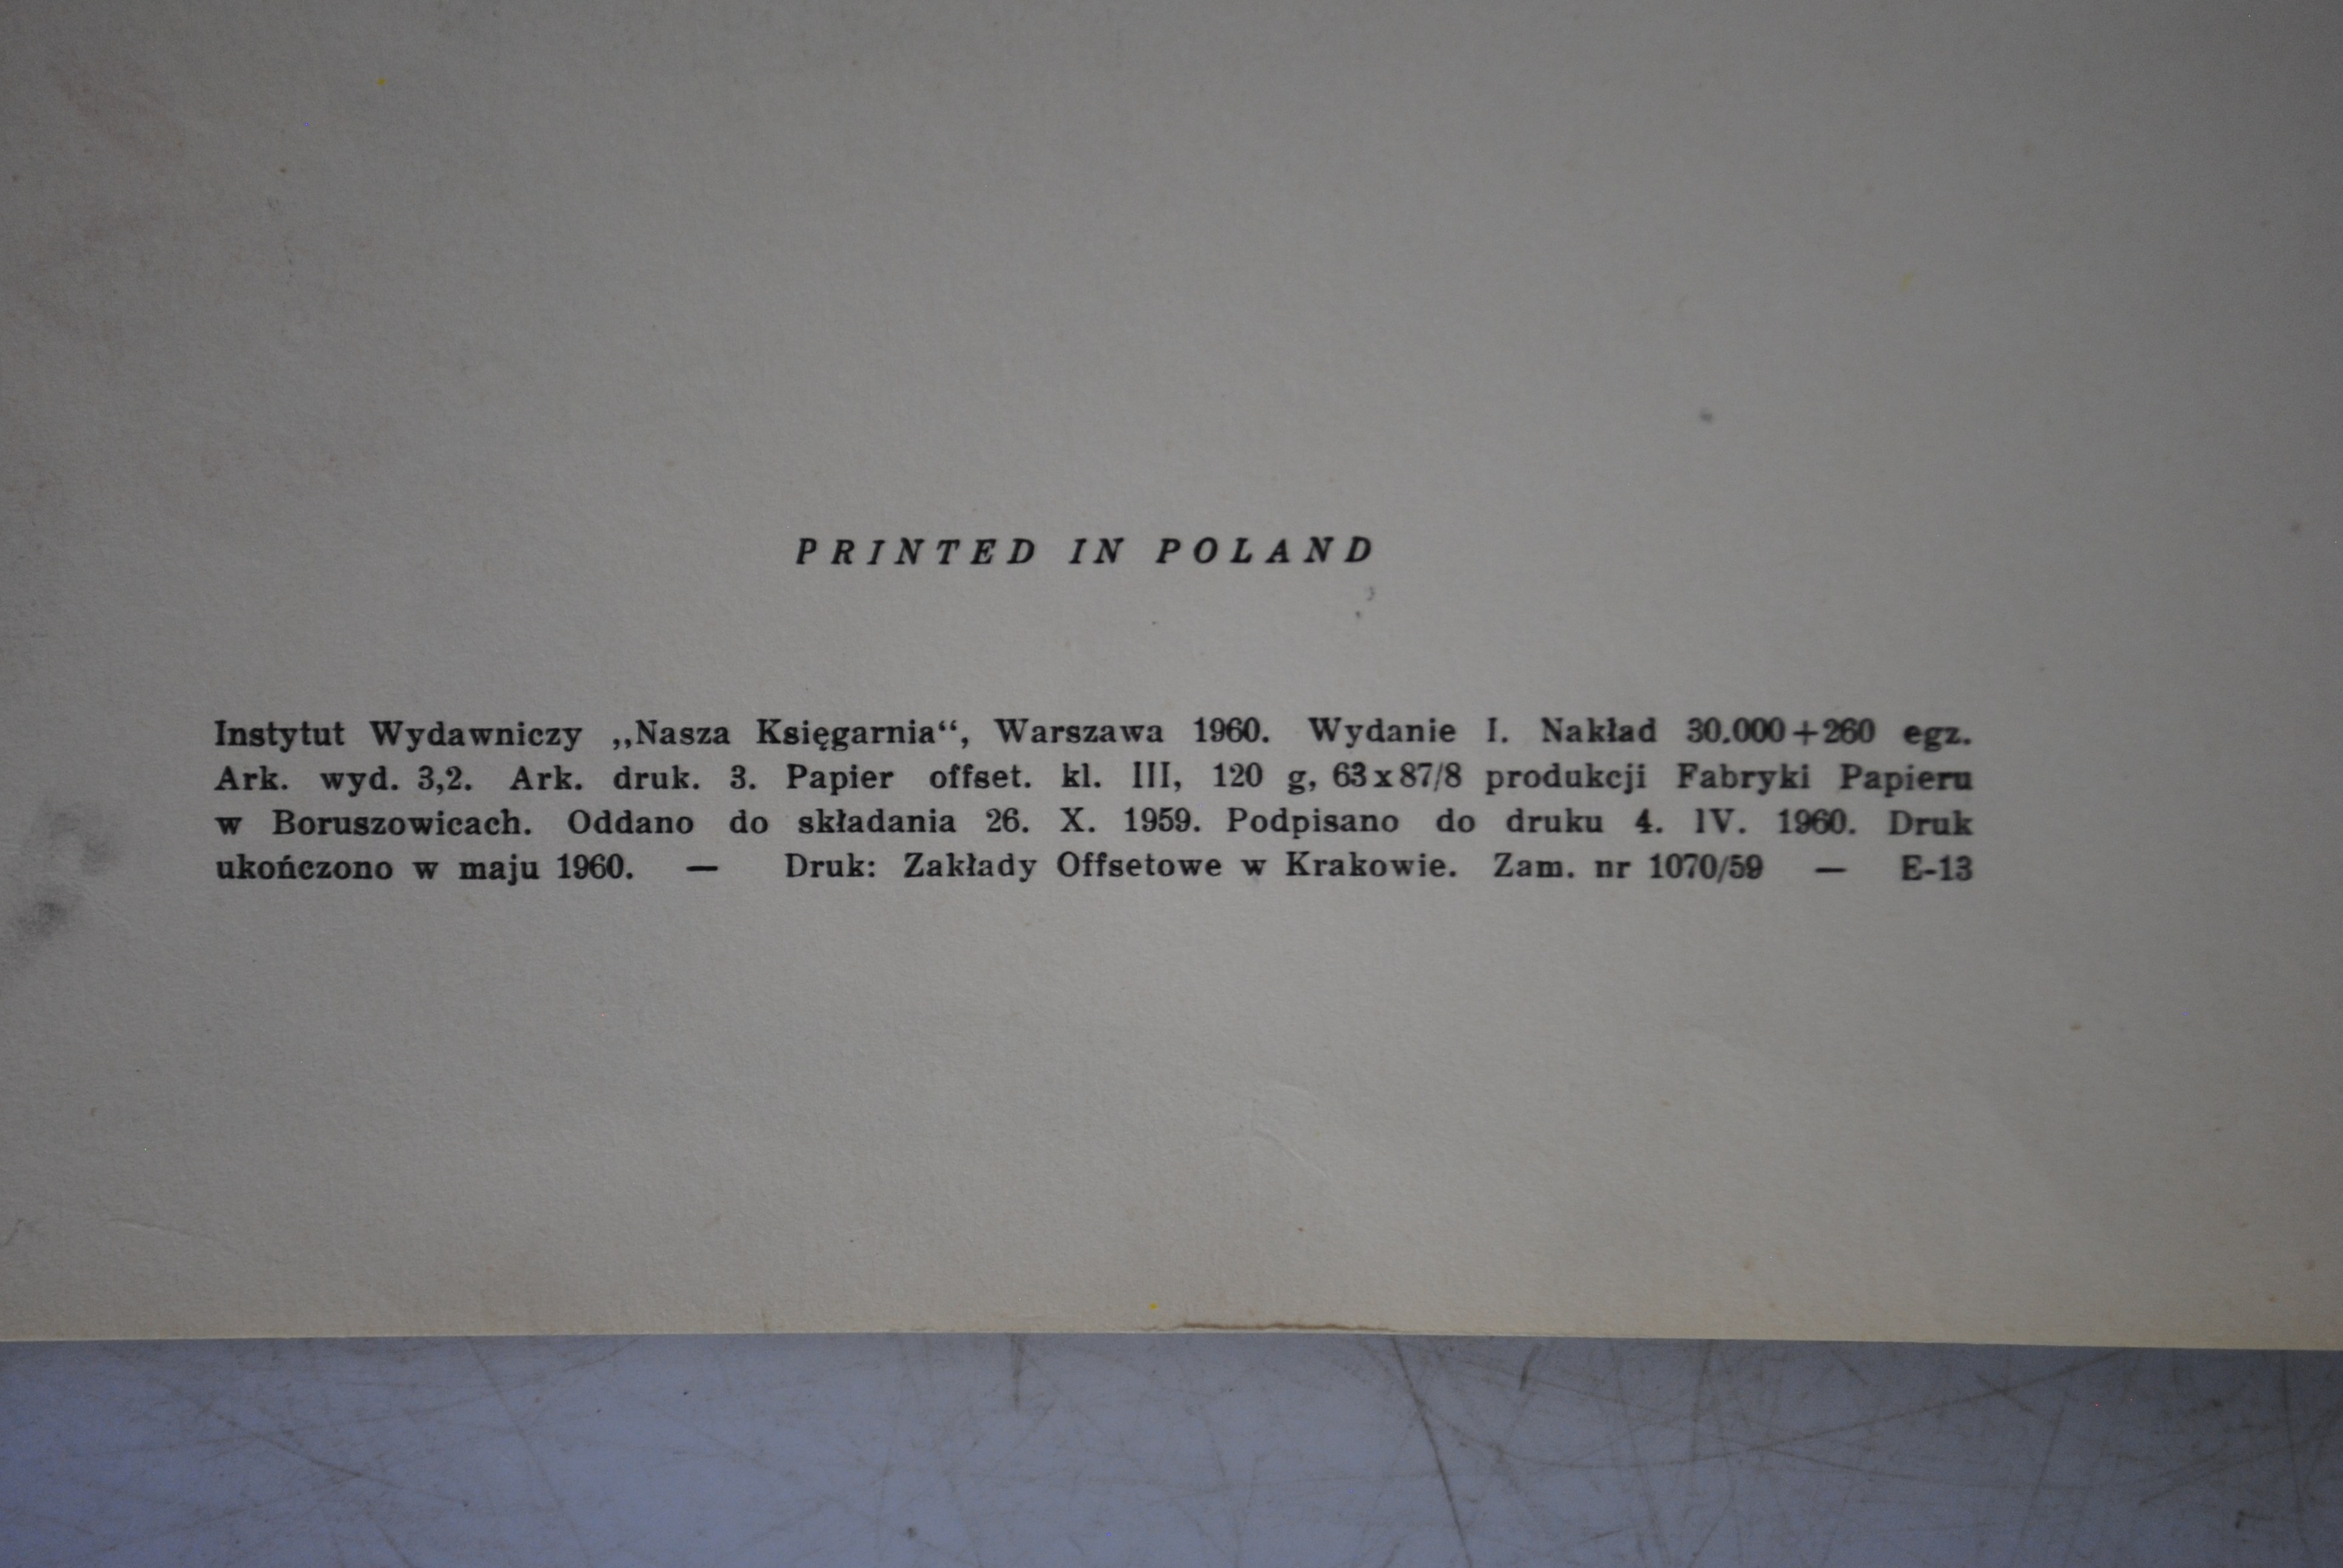 PRINTED IN POLAND
Instytut Wydawniczy „Nasza Księgarnia“, Warszawa 1960. Wydanie I. Nakład 30.000+260 egz.
Ark. wyd. 3,2. Ark. druk. 3. Papier offset. kl. III, 120 g, 63x87/8 produkcji Fabryki Papieru
w Boruszowicach. Oddano do składania 26. X. 1959. Podpisano do druku 4. IV. 1960. Druk
ukończono w maju 1960. — Druk: Zakłady Offsetowe w Krakowie. Zam. nr 1070/59 — E-13